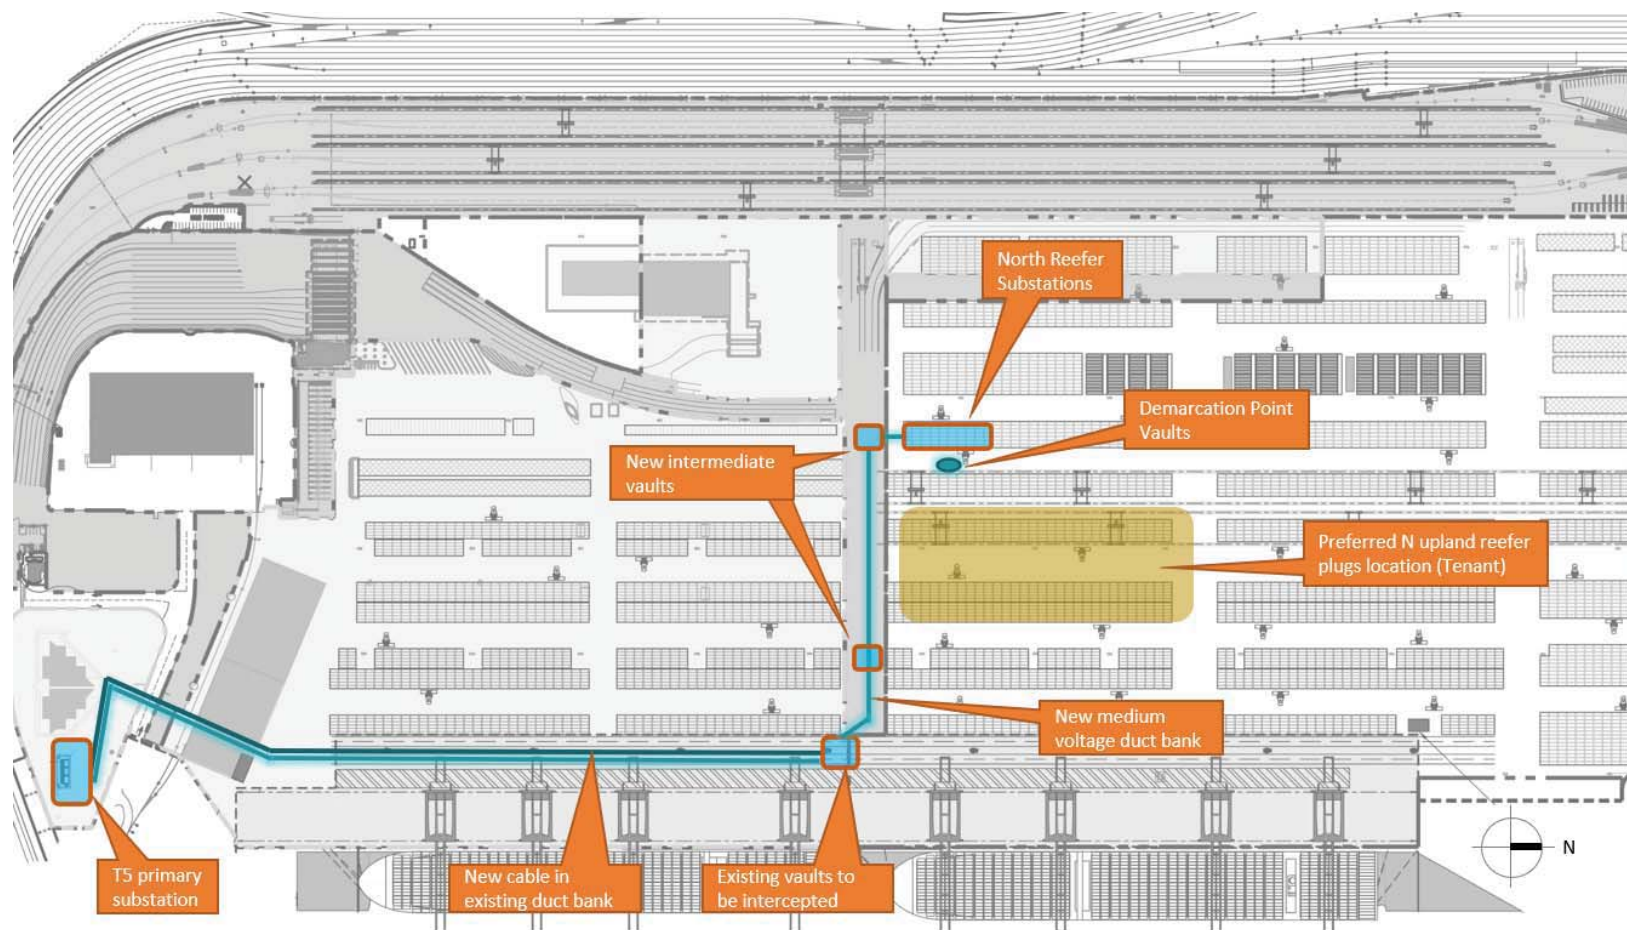 North Reefer
Substations
Demarcation Point
Vaults
New intermediate
vaults
Preferred N upland reefer
plugs location (Tenant)
New medium
voltage duct bank
T5 primary
substation
New cable in
existing duct bank
Existing vaults to
be intercepted
N